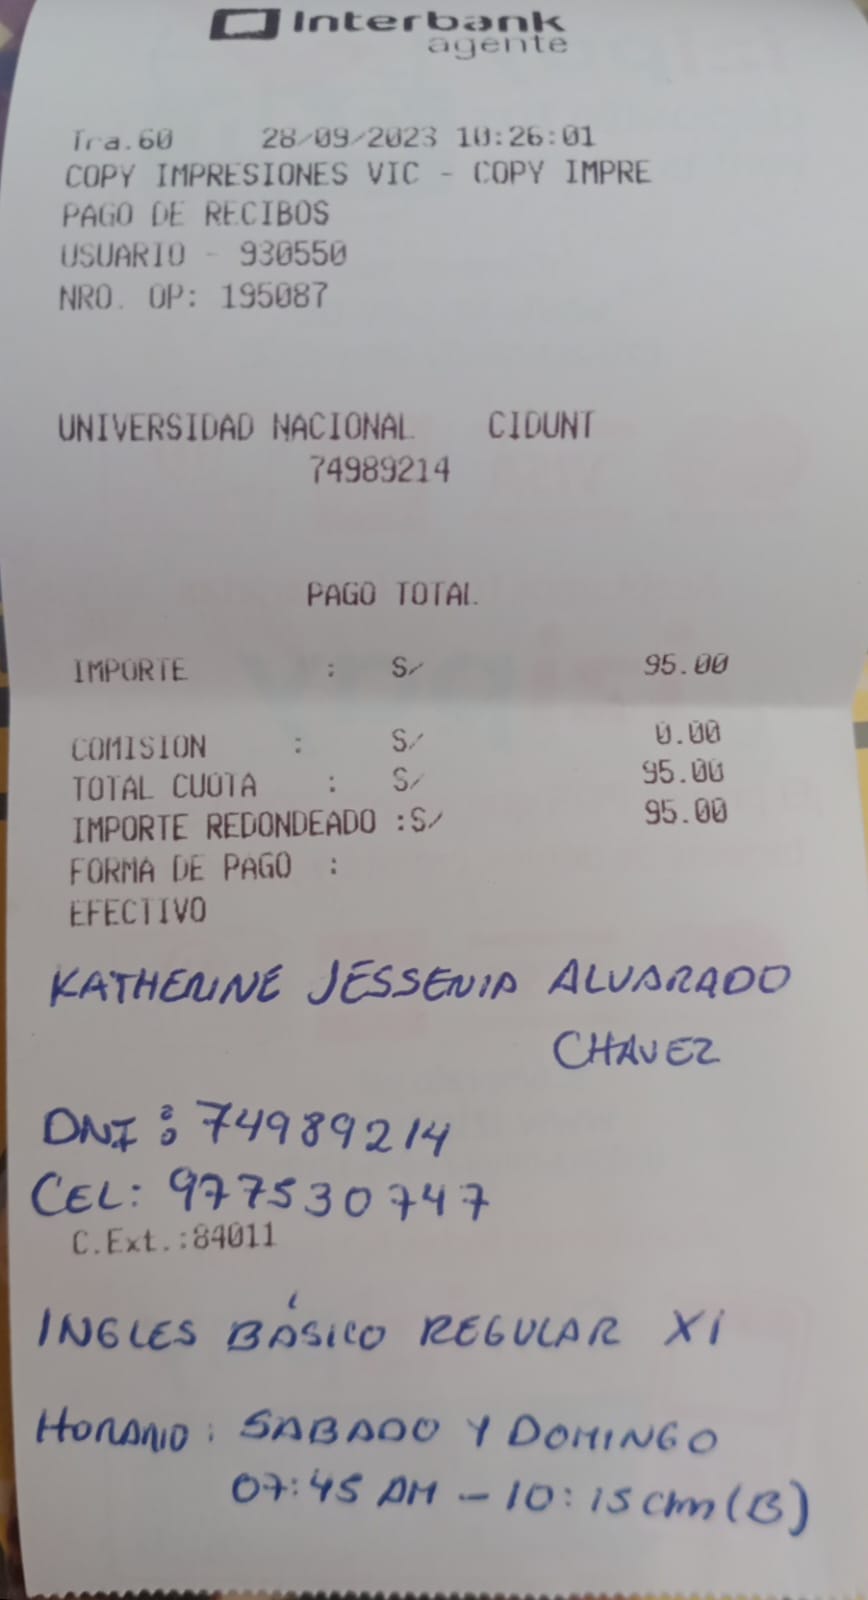 Interbank
agente
Tra.60 28/09/2023 10:26:01
COPY IMPRESIONES VIC - COPY IMPRE
PAGO DE RECIBOS
USUARIO - 930550
NRO. OP: 195087
UNIVERSIDAD NACIONAL CIDUNT
74989214
PAGO TOTAL
IMPORTE : S/ 95.00
COMISION : S/ 0.00
TOTAL CUOTA : S/ 95.00
IMPORTE REDONDEADO :S/ 95.00
FORMA DE PAGO :
EFECTIVO
KATHERINE JESSENIA ALVARADO
CHAVEZ
DNI : 74989214
CEL: 977530747
C.Ext.:84011
INGLES BÁSICO REGULAR XI
HORARIO : SABADO Y DOMINGO
07:45 AM - 10:15 (B)